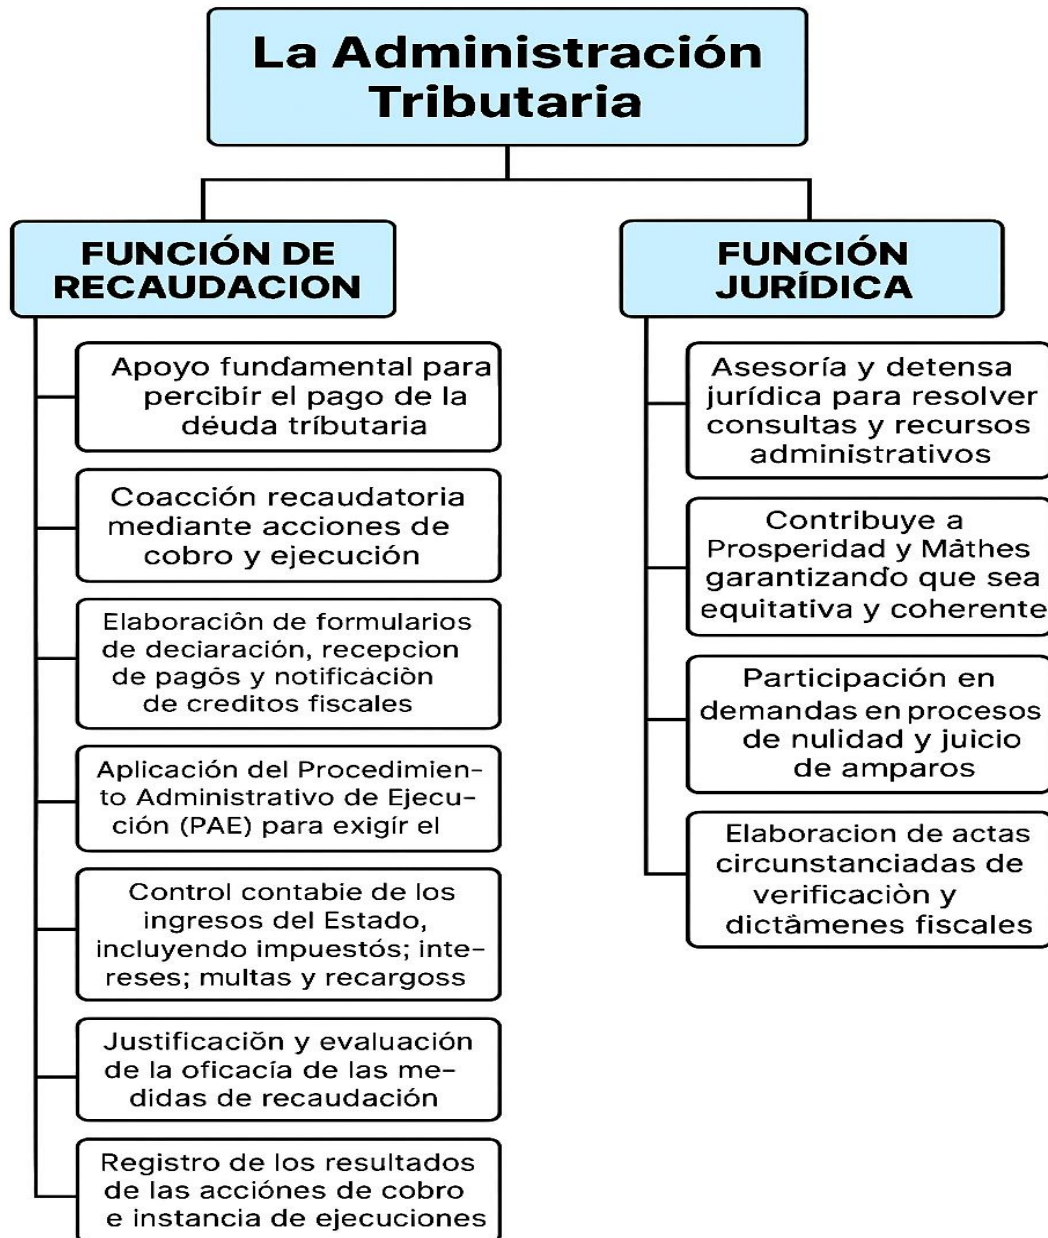 La Administración
Tributaria
FUNCIÓN DE
RECAUDACION
Apoyo fundamental para
percibir el pago de la
déuda tríbutaria
Coacción recaudatoria
mediante acciones de
cobro y ejecución
Elaboraciôn de formularios
de deciaración, recepcion
de pagôs y notificàciòn
de creditos fiscales
Aplicación del Procedimien-
to Administrativo de Ejecu-
ción (PAE) para exigír el
Control contabie de los
ingresos del Estado,
incluyendo impuestós; inte-
reses; multas y recargoss
Justificaciŏn y evaluación
de la oficacía de las me-
didas de recaudación
Registro de los resultados
de las acciónes de cobro
e instancia de ejecuciones
FUNCIÓN
JURÍDICA
Asesoría y detensa
jurídica para resolver
consultas y recursos
administrativos
Contribuye a
Prosperidad y Mâthes
garantizando que sea
equitativa y coherente
Participación en
demandas en procesos
de nulidad y juicio
de amparos
Elaboracion de actas
circunstanciadas de
verificaciòn y
dictâmenes fiscales